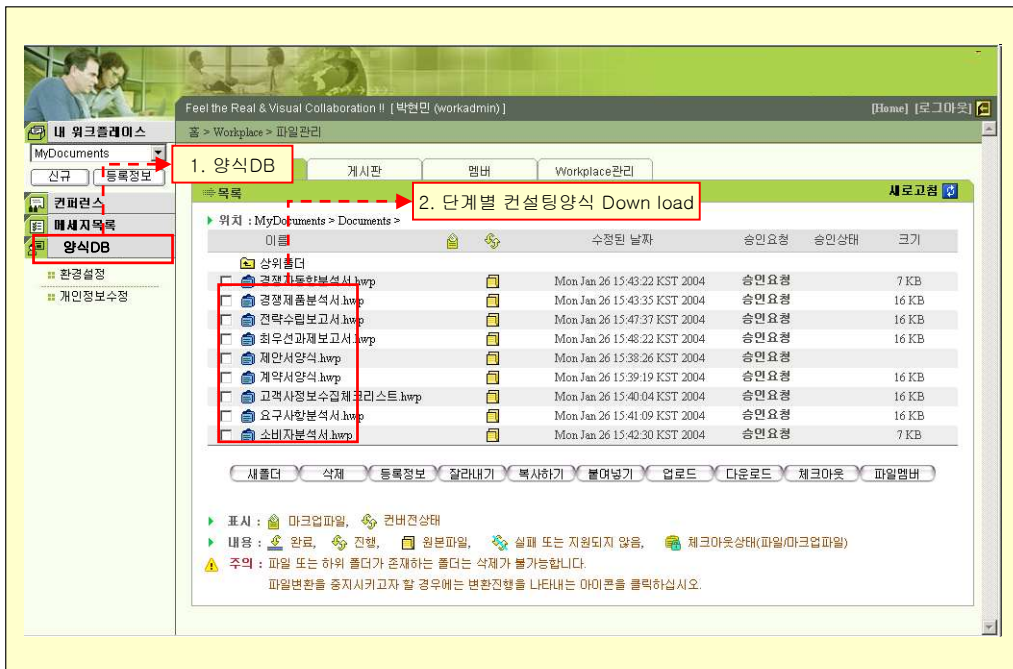 Feel the Real & Visual Collaboration !! [ 박현민 (workadmin) ]
[Home] [로그아웃]
내 워크플레이스
홈 > Workplace > 파일관리
MyDocuments
신규 등록정보
1. 양식DB
게시판 멤버 Workplace관리
목록
새로고침
컨퍼런스
메세지목록
양식DB
환경설정
개인정보수정
2. 단계별 컨설팅양식 Down load
위치 : MyDocuments > Documents >
이름 수정된 날짜 승인요청 승인상태 크기
상위폴더
경쟁자동향분석서.hwp Mon Jan 26 15:43:22 KST 2004 승인요청 7 KB
경쟁제품분석서.hwp Mon Jan 26 15:43:35 KST 2004 승인요청 16 KB
전략수립보고서.hwp Mon Jan 26 15:47:37 KST 2004 승인요청 16 KB
최우선과제보고서.hwp Mon Jan 26 15:48:22 KST 2004 승인요청 16 KB
제안서양식.hwp Mon Jan 26 15:38:26 KST 2004 승인요청
계약서양식.hwp Mon Jan 26 15:39:19 KST 2004 승인요청 16 KB
고객사정보수집체크리스트.hwp Mon Jan 26 15:40:04 KST 2004 승인요청 16 KB
요구사항분석서.hwp Mon Jan 26 15:41:09 KST 2004 승인요청 16 KB
소비자분석서.hwp Mon Jan 26 15:42:30 KST 2004 승인요청 7 KB
새폴더 삭제 등록정보 잘라내기 복사하기 붙여넣기 업로드 다운로드 체크아웃 파일멤버
표시 : 마크업파일, 컨버전상태
내용 : 완료, 진행, 원본파일, 실패 또는 지원되지 않음, 체크아웃상태(파일/마크업파일)
주의 : 파일 또는 하위 폴더가 존재하는 폴더는 삭제가 불가능합니다.
파일변환을 중지시키고자 할 경우에는 변환진행을 나타내는 아이콘을 클릭하십시오.